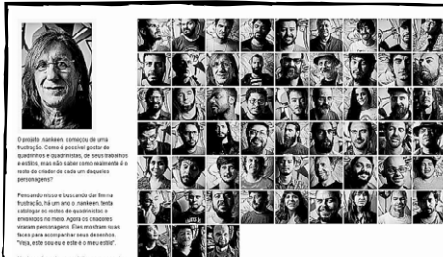 O projeto .nankeen. começou de uma
frustração. Como é possível gostar de
quadrinhos e quadrinistas, de seus trabalhos
e estilos, mas não saber como realmente é o
rosto do criador de cada um daqueles
personagens?
Pensando nisso e buscando dar fim na
frustração, há um ano o .nankeen. tenta
catalogar os rostos de quadrinistas e
envolvidos no meio. Agora os criadores
viraram personagens. Eles mostram suas
faces para acompanhar seus desenhos.
"Veja, este sou eu e este é o meu estilo".